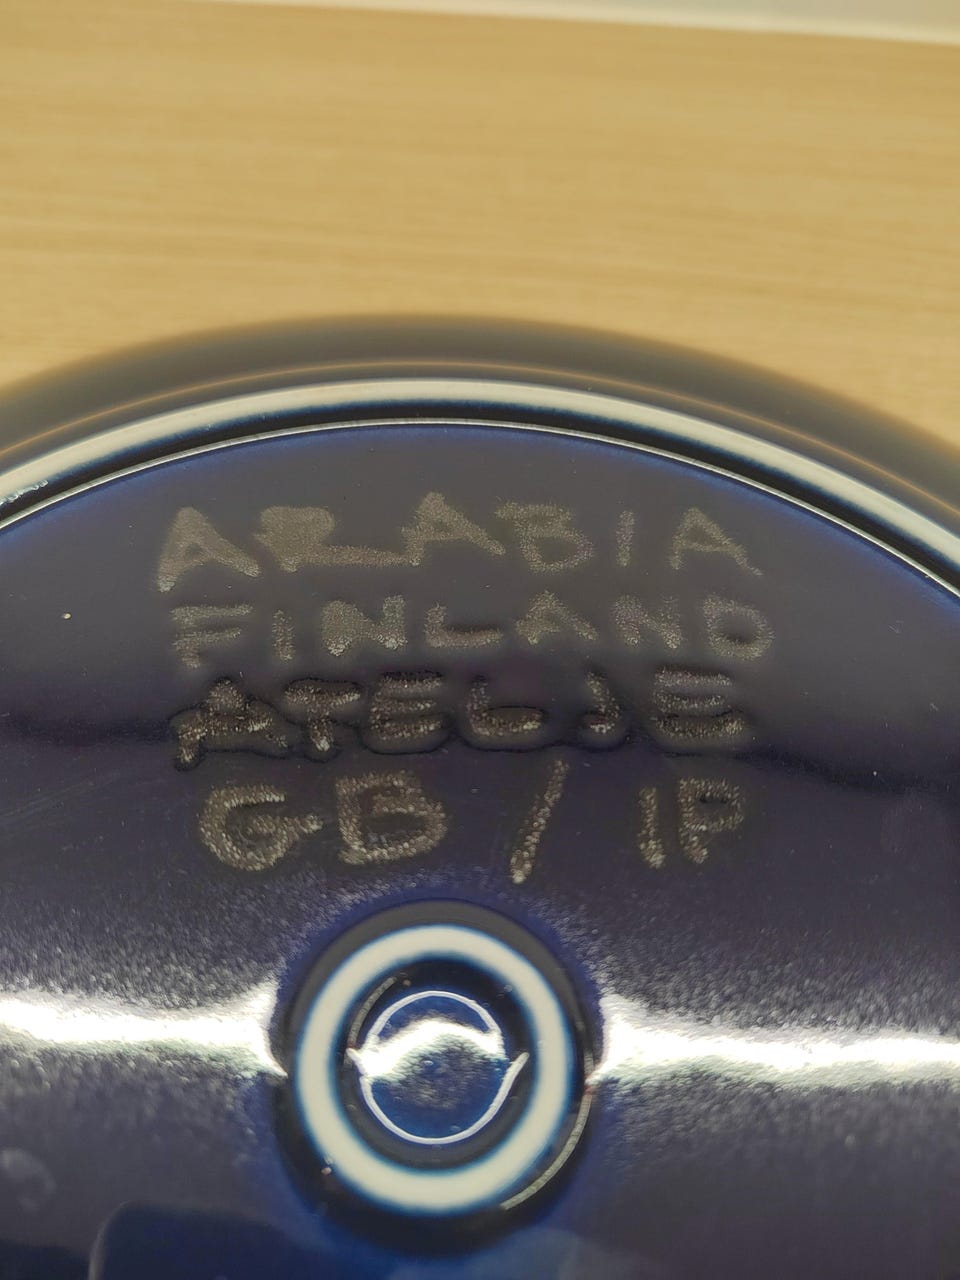 ARABIA
FINLAND
ATELJE
GB / IP